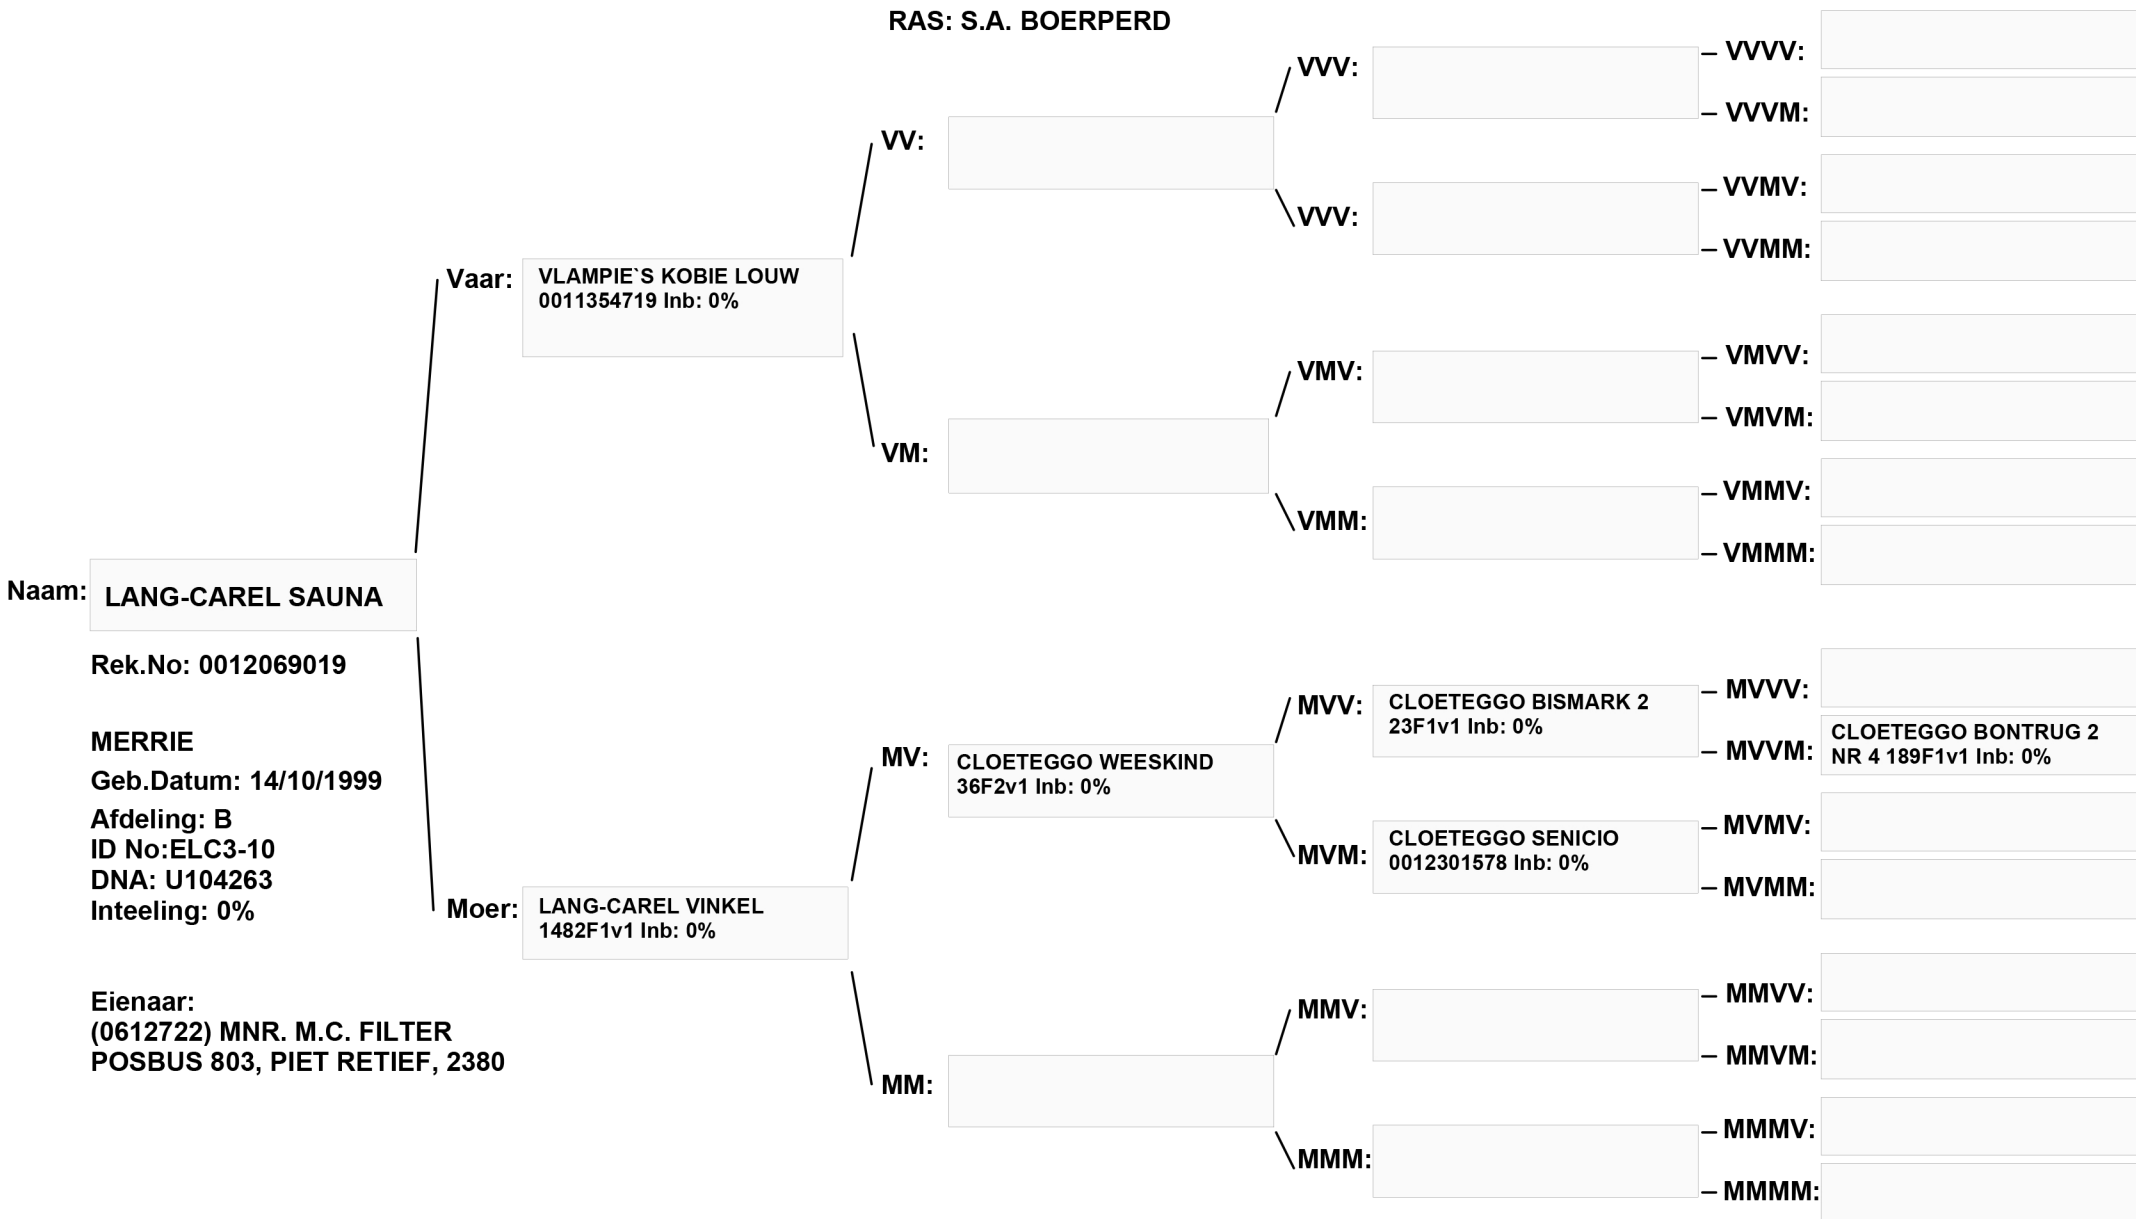 RAS: S.A. BOERPERD
Naam: LANG-CAREL SAUNA
Rek.No: 0012069019
MERRIE
Geb.Datum: 14/10/1999
Afdeling: B
ID No:ELC3-10
DNA: U104263
Inteeling: 0%
Eienaar:
(0612722) MNR. M.C. FILTER
POSBUS 803, PIET RETIEF, 2380
Vaar: VLAMPIE`S KOBIE LOUW
0011354719 Inb: 0%
Moer: LANG-CAREL VINKEL
1482F1v1 Inb: 0%
VV:
VM:
MV: CLOETEGGO WEESKIND
36F2v1 Inb: 0%
MM:
VVV:
VVV:
VMV:
VMM:
MVV: CLOETEGGO BISMARK 2
23F1v1 Inb: 0%
MVM: CLOETEGGO SENICIO
0012301578 Inb: 0%
MMV:
MMM:
VVVV:
VVVM:
VVMV:
VVMM:
VMVV:
VMVM:
VMMV:
VMMM:
MVVV:
MVVM: CLOETEGGO BONTRUG 2
NR 4 189F1v1 Inb: 0%
MVMV:
MVMM:
MMVV:
MMVM:
MMMV:
MMMM: